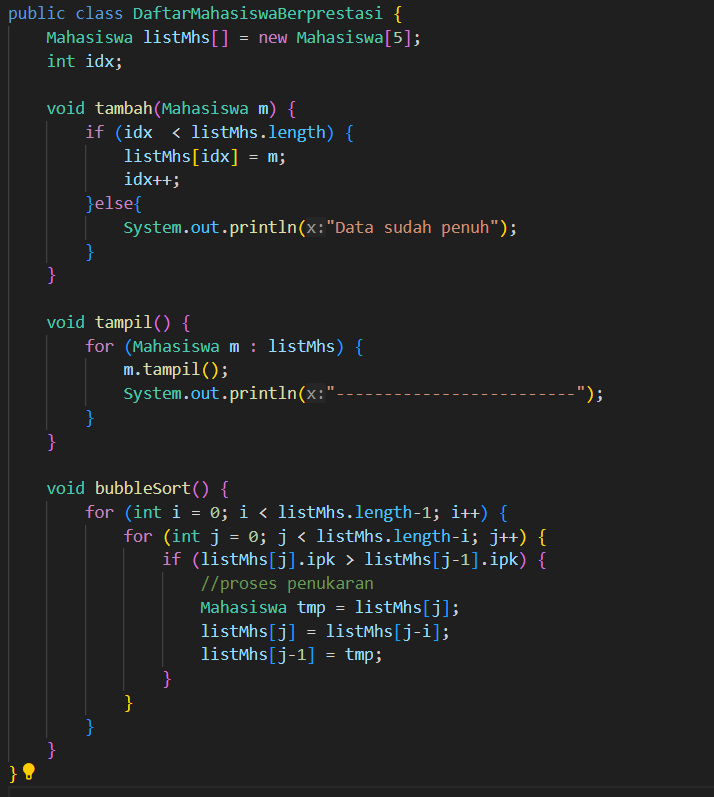 public class DaftarMahasiswaBerprestasi {
    Mahasiswa listMhs[] = new Mahasiswa[5];
    int idx;

    void tambah(Mahasiswa m) {
        if (idx  < listMhs.length) {
            listMhs[idx] = m;
            idx++;
        }else{
            System.out.println(x:"Data sudah penuh");
        }
    }

    void tampil() {
        for (Mahasiswa m : listMhs) {
            m.tampil();
            System.out.println(x:"-------------------------");
        }
    }

    void bubbleSort() {
        for (int i = 0; i < listMhs.length-1; i++) {
            for (int j = 0; j < listMhs.length-i; j++) {
                if (listMhs[j].ipk > listMhs[j-1].ipk) {
                    //proses penukaran
                    Mahasiswa tmp = listMhs[j];
                    listMhs[j] = listMhs[j-i];
                    listMhs[j-1] = tmp;
                }
            }
        }
    }
}